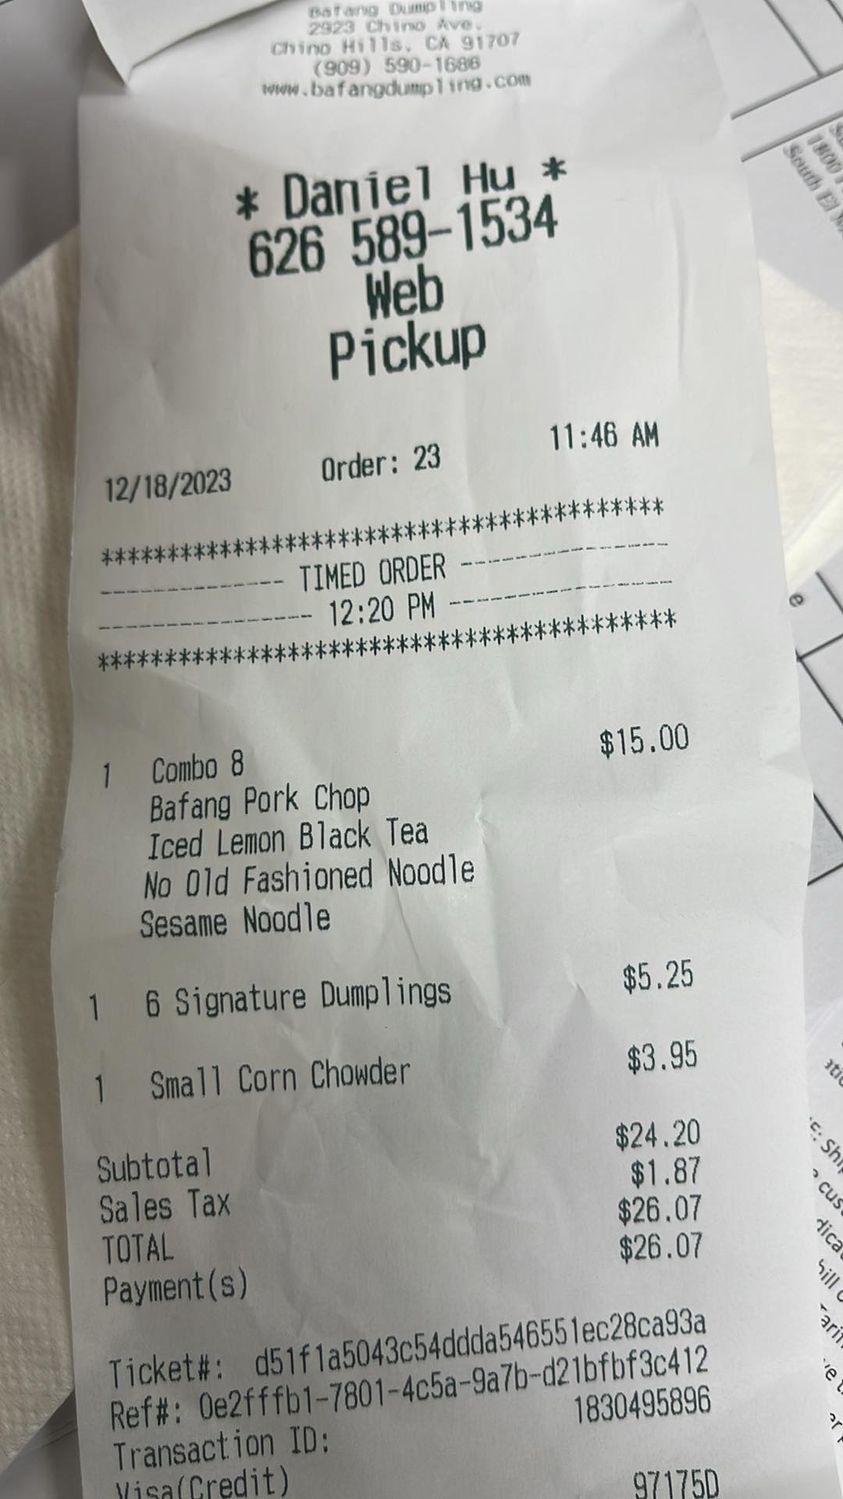 Bafang Dumpling
2923 Chino Ave.
Chino Hills, CA 91707
(909) 590-1686
www.bafangdumpling.com
* Daniel Hu *
626 589-1534
Web
Pickup
12/18/2023 Order: 23 11:46 AM
******************************************
-------------- TIMED ORDER ----------------
---------------- 12:20 PM -----------------
******************************************
1 Combo 8 $15.00
Bafang Pork Chop
Iced Lemon Black Tea
No Old Fashioned Noodle
Sesame Noodle
1 6 Signature Dumplings $5.25
1 Small Corn Chowder $3.95
Subtotal $24.20
Sales Tax $1.87
TOTAL $26.07
Payment(s) $26.07
Ticket#: d51f1a5043c54ddda546551ec28ca93a
Ref#: 0e2fffb1-7801-4c5a-9a7b-d21bfbf3c412
Transaction ID: 1830495896
Visa(Credit) 97175D